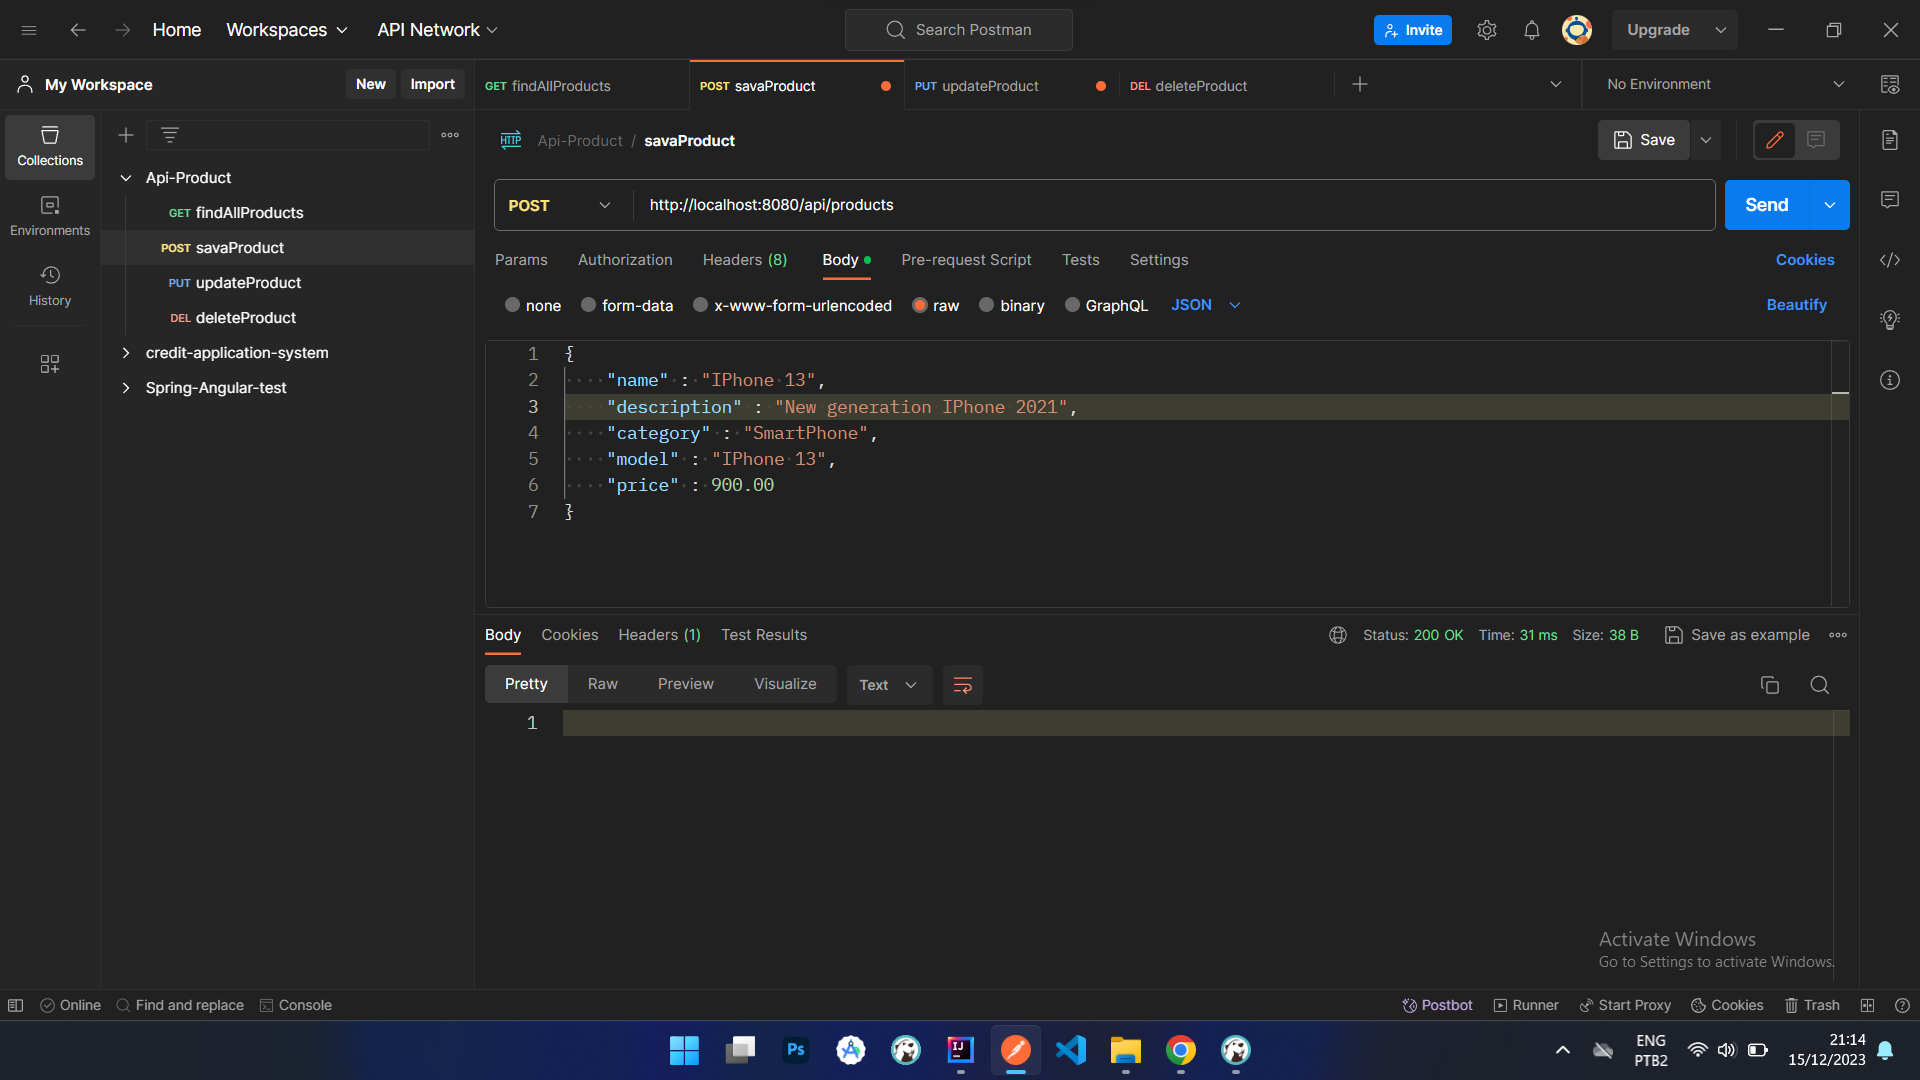 Home Workspaces API Network Search Postman Invite Upgrade
My Workspace New Import GET findAllProducts POST savaProduct PUT updateProduct DEL deleteProduct No Environment
Collections
Environments
History
Api-Product
GET findAllProducts
POST savaProduct
PUT updateProduct
DEL deleteProduct
credit-application-system
Spring-Angular-test
HTTP Api-Product / savaProduct Save
POST http://localhost:8080/api/products Send
Params Authorization Headers (8) Body Pre-request Script Tests Settings Cookies
none form-data x-www-form-urlencoded raw binary GraphQL JSON Beautify
1 {
2 "name" : "IPhone 13",
3 "description" : "New generation IPhone 2021",
4 "category" : "SmartPhone",
5 "model" : "IPhone 13",
6 "price" : 900.00
7 }
Body Cookies Headers (1) Test Results Status: 200 OK Time: 31 ms Size: 38 B Save as example
Pretty Raw Preview Visualize Text
1
Activate Windows
Go to Settings to activate Windows.
Online Find and replace Console Postbot Runner Start Proxy Cookies Trash
Ps IJ ENG 21:14
PTB2 15/12/2023